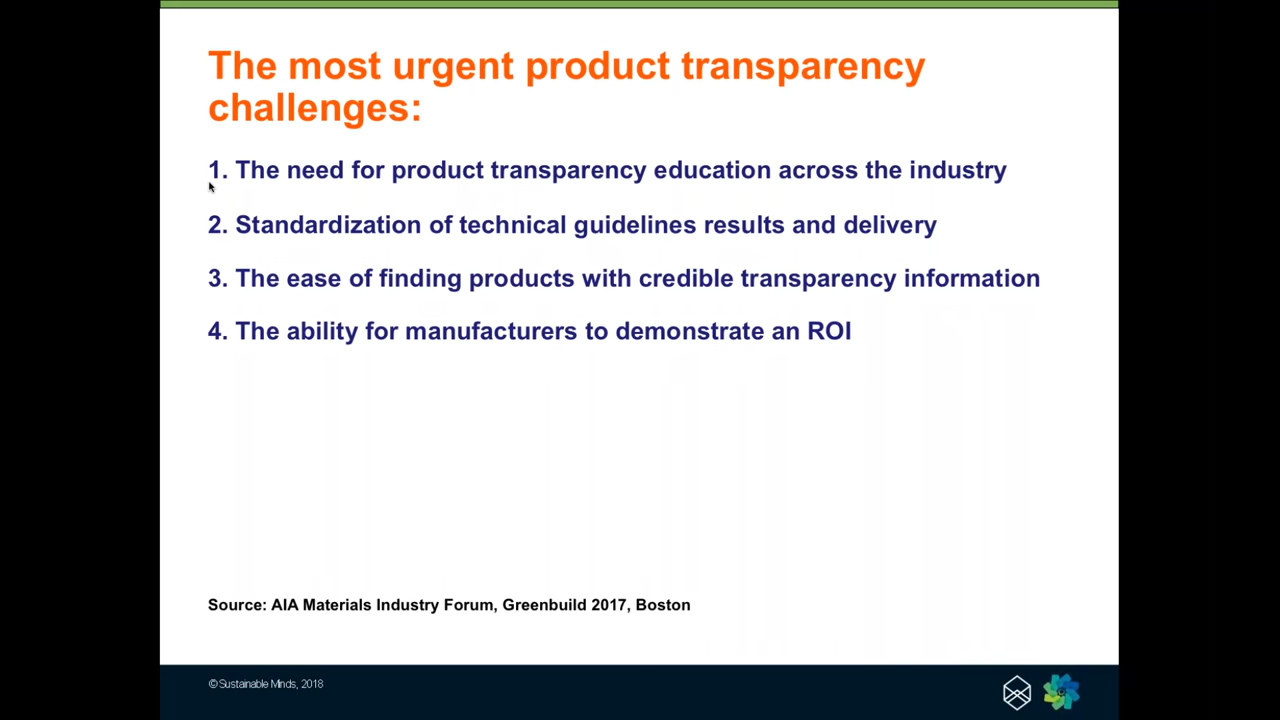 The most urgent product transparency
challenges:
1. The need for product transparency education across the industry
2. Standardization of technical guidelines results and delivery
3. The ease of finding products with credible transparency information
4. The ability for manufacturers to demonstrate an ROI
Source: AIA Materials Industry Forum, Greenbuild 2017, Boston
© Sustainable Minds, 2018